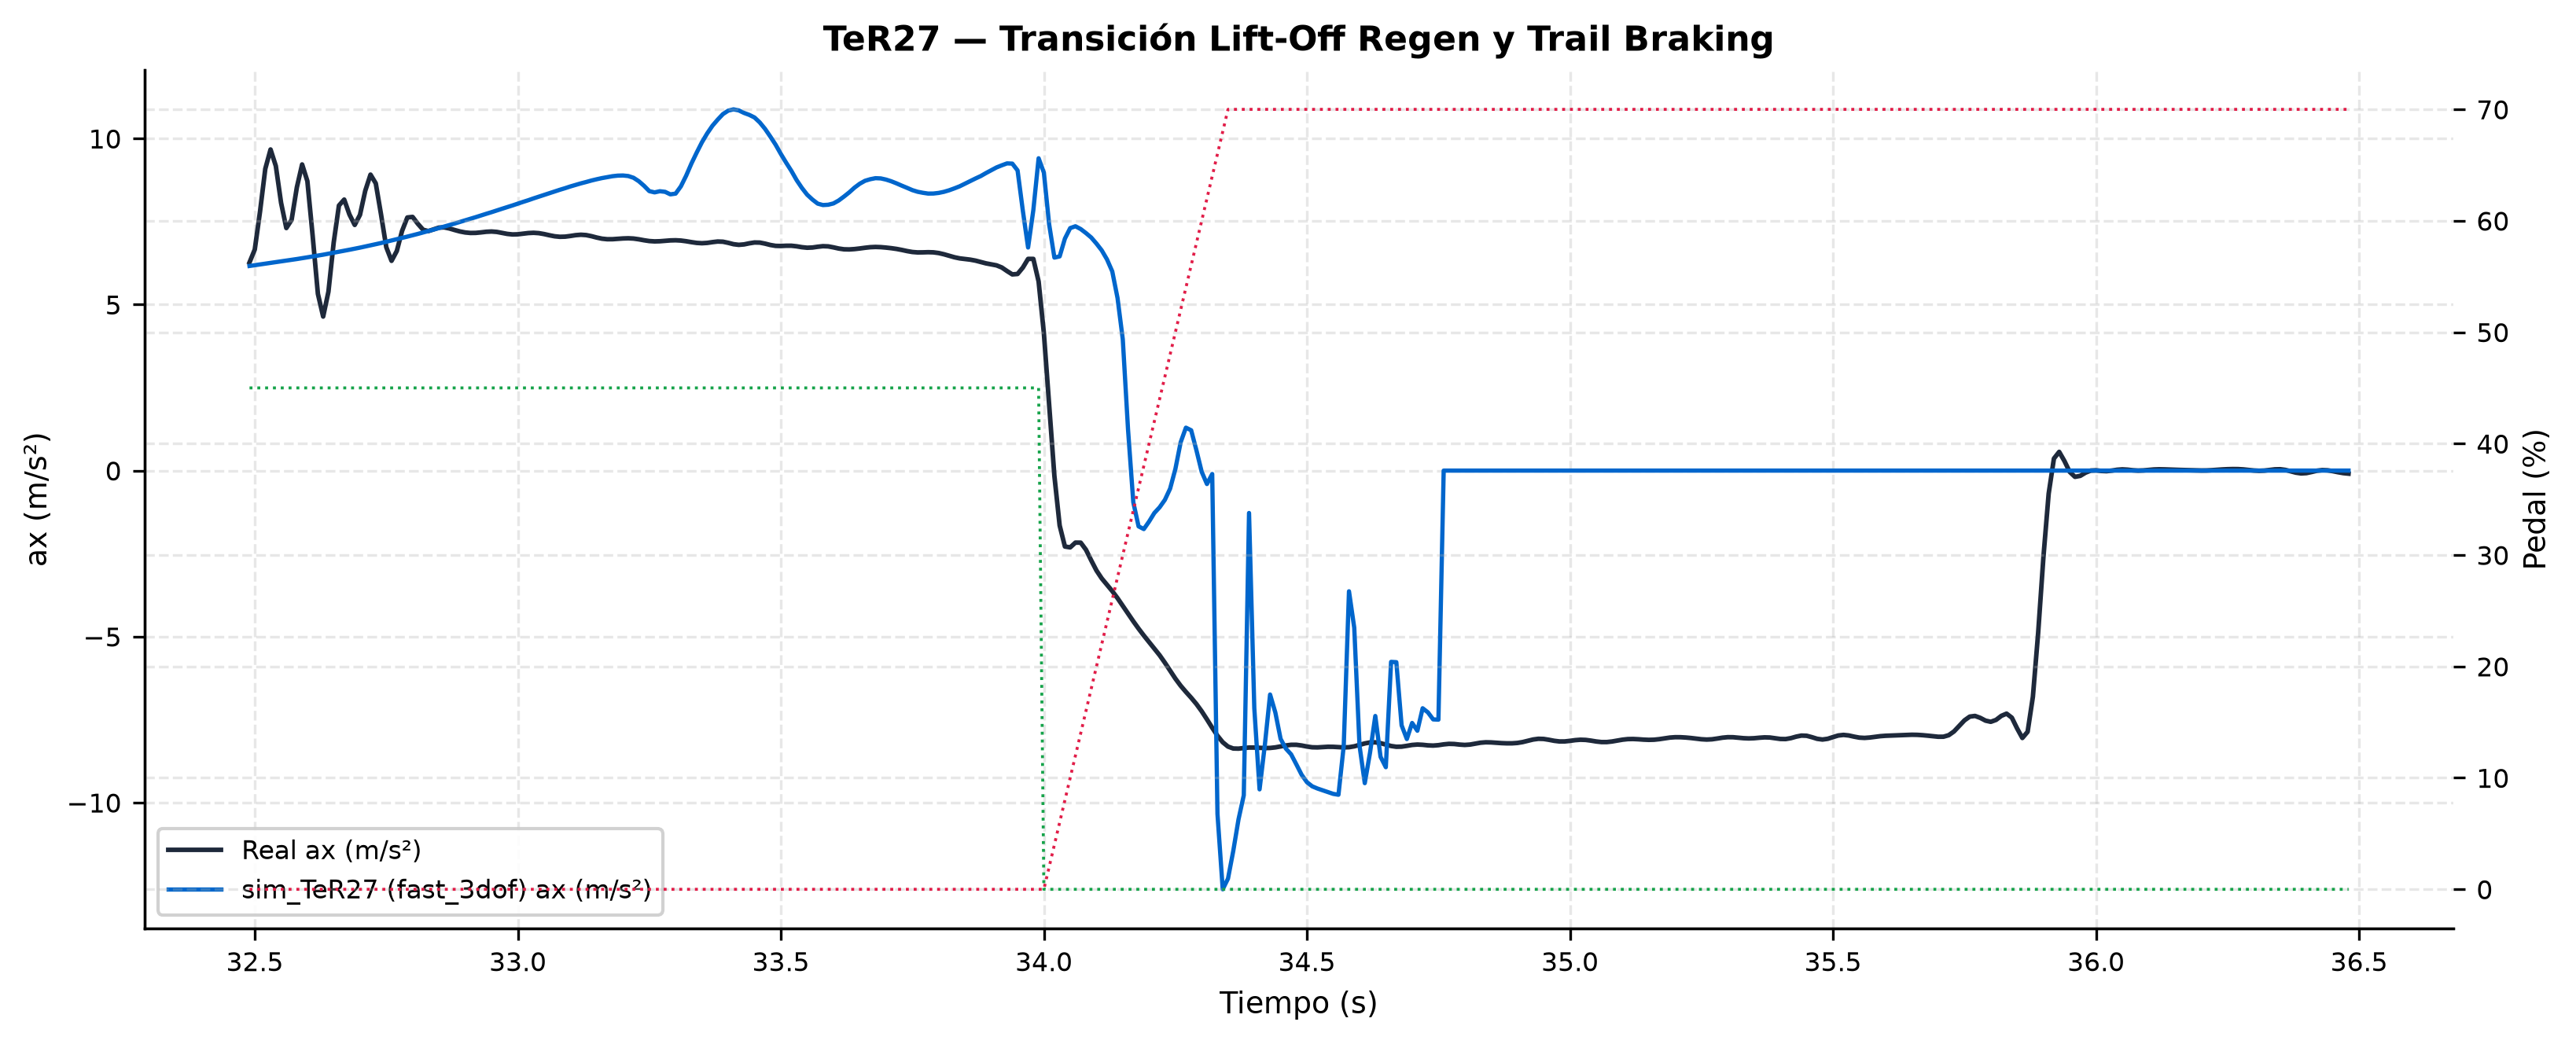 TeR27 — Transición Lift-Off Regen y Trail Braking
ax (m/s²)
10
5
0
−5
−10
Real ax (m/s²)
sim_TeR27 (fast_3dof) ax (m/s²)
32.5 33.0 33.5 34.0 34.5 35.0 35.5 36.0 36.5
Tiempo (s)
70
60
50
40
30
20
10
0
Pedal (%)